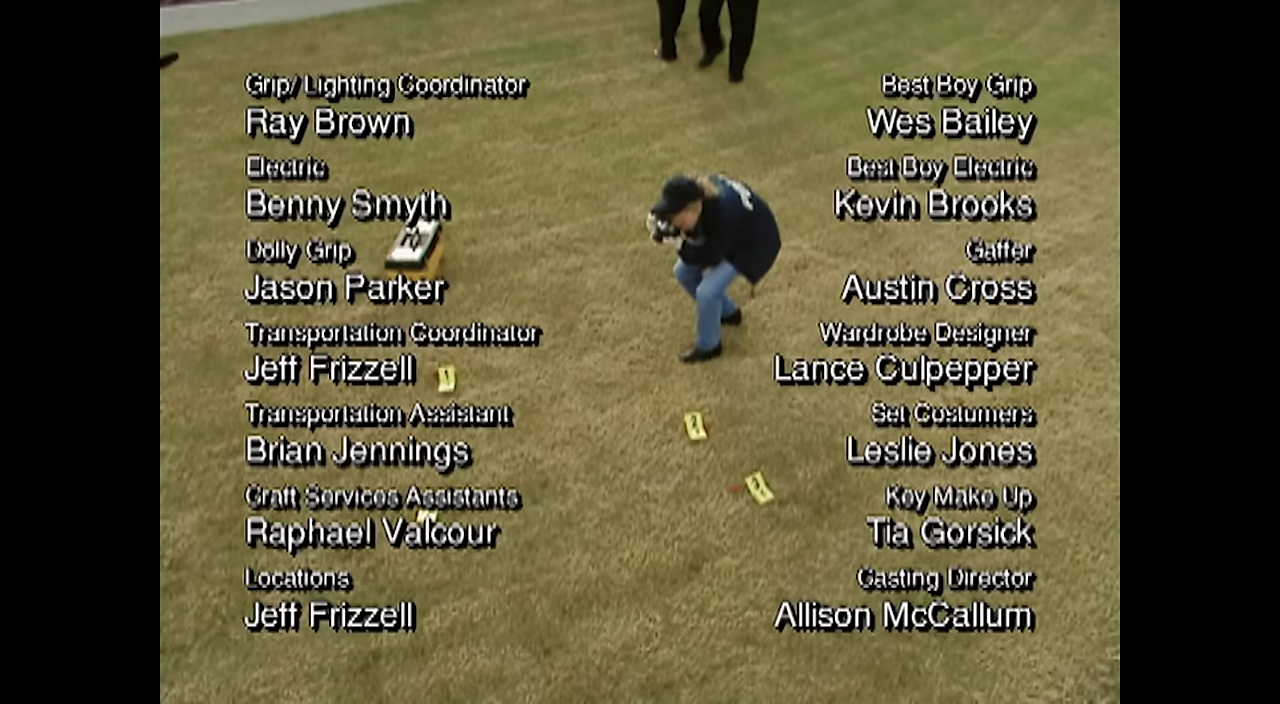 Grip/ Lighting Coordinator
Ray Brown
Electric
Benny Smyth
Dolly Grip
Jason Parker
Transportation Coordinator
Jeff Frizzell
Transportation Assistant
Brian Jennings
Craft Services Assistants
Raphael Valcour
Locations
Jeff Frizzell
Best Boy Grip
Wes Bailey
Best Boy Electric
Kevin Brooks
Gaffer
Austin Cross
Wardrobe Designer
Lance Culpepper
Set Costumers
Leslie Jones
Key Make Up
Tia Gorsick
Casting Director
Allison McCallum
1
2
3